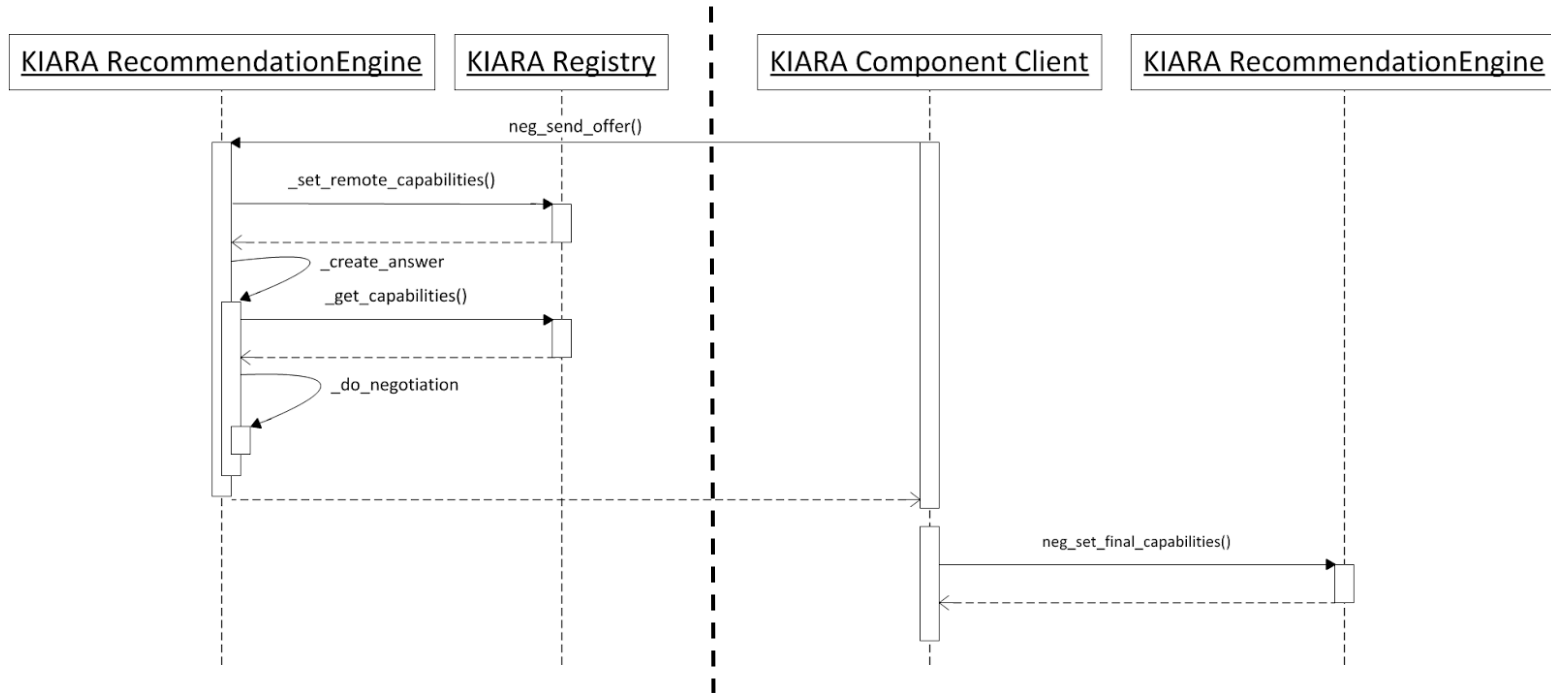 KIARA RecommendationEngine
KIARA Registry
KIARA Component Client
KIARA RecommendationEngine
neg_send_offer()
_set_remote_capabilities()
_create_answer
_get_capabilities()
_do_negotiation
neg_set_final_capabilities()